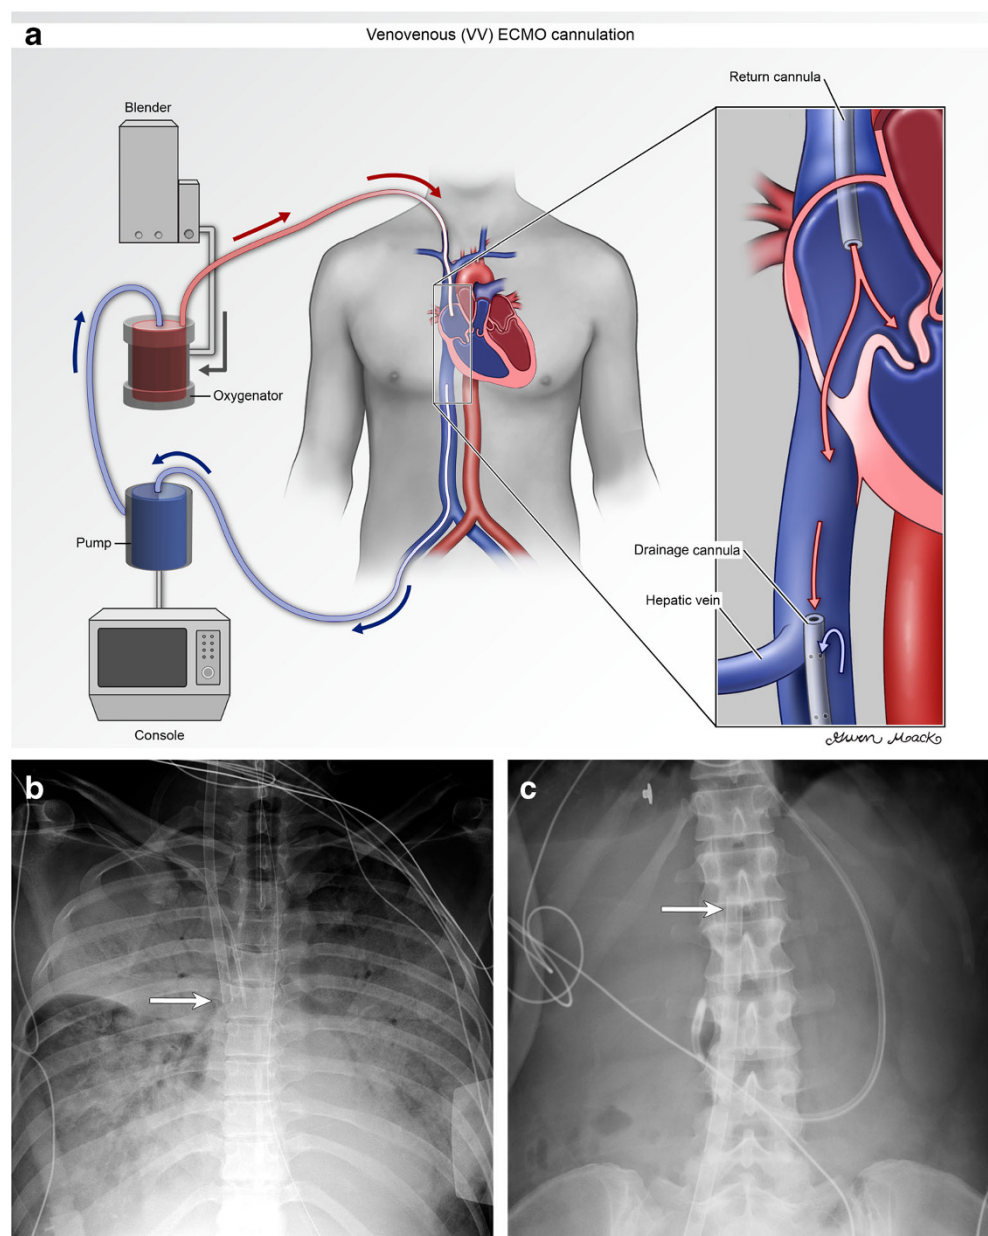 a
Venovenous (VV) ECMO cannulation
Return cannula
Blender
Oxygenator
Pump
Drainage cannula
Hepatic vein
Console
Gwen Mack
b
c